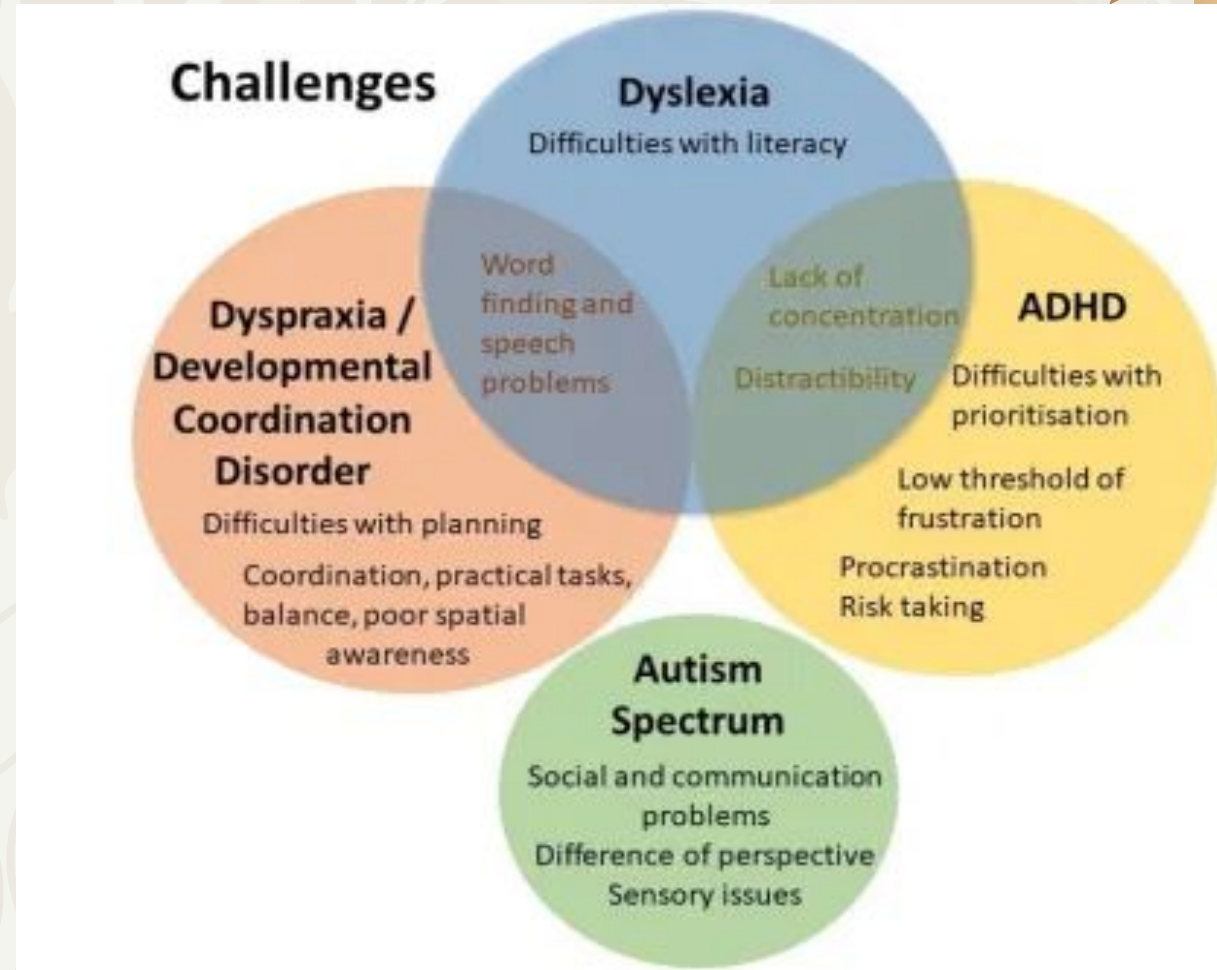 Challenges
Dyslexia
Difficulties with literacy
Word
finding and
speech
problems
Lack of
concentration
Distractibility
Dyspraxia /
Developmental
Coordination
Disorder
Difficulties with planning
Coordination, practical tasks,
balance, poor spatial
awareness
ADHD
Difficulties with
prioritisation
Low threshold of
frustration
Procrastination
Risk taking
Autism
Spectrum
Social and communication
problems
Difference of perspective
Sensory issues